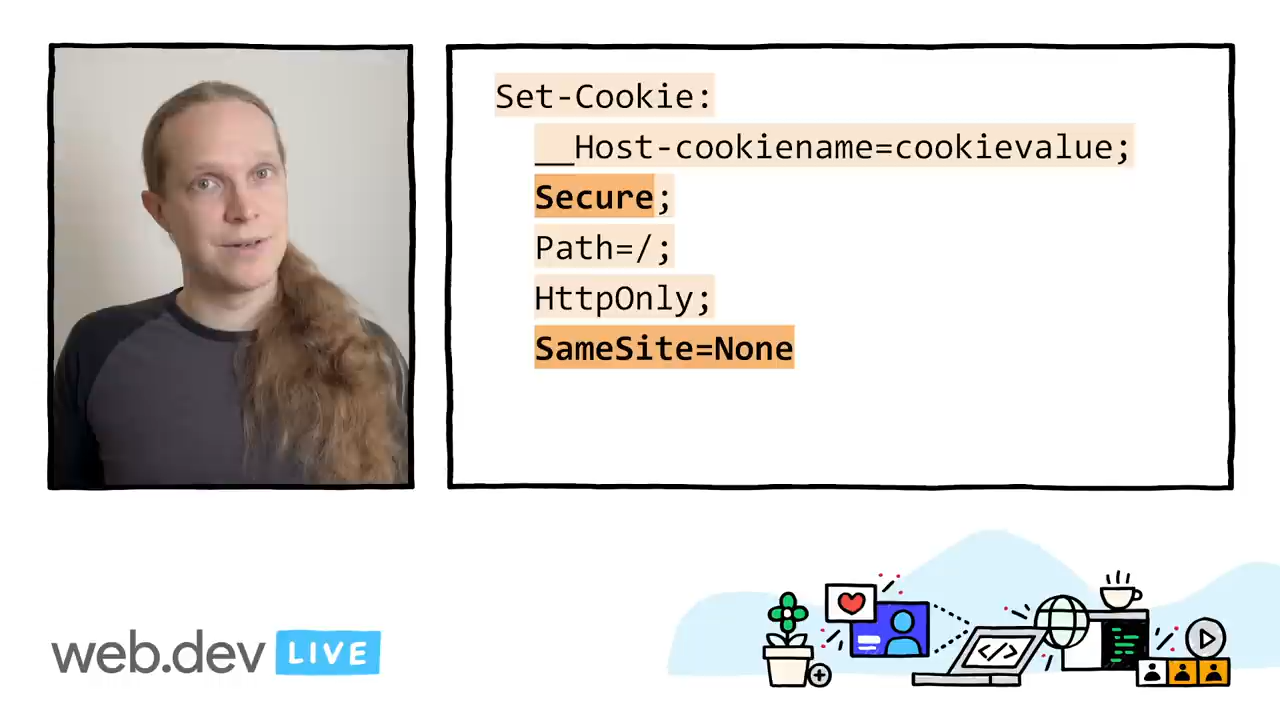 Set-Cookie:
__Host-cookiename=cookievalue;
Secure;
Path=/;
HttpOnly;
SameSite=None
</>
web.dev LIVE